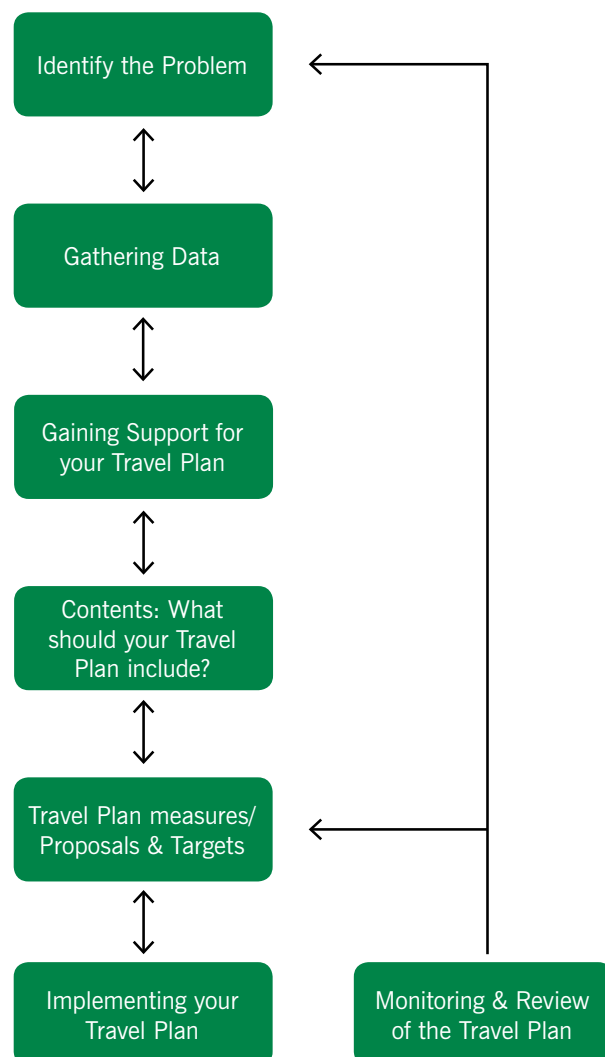 Identify the Problem
Gathering Data
Gaining Support for
your Travel Plan
Contents: What
should your Travel
Plan include?
Travel Plan measures/
Proposals & Targets
Implementing your
Travel Plan
Monitoring & Review
of the Travel Plan